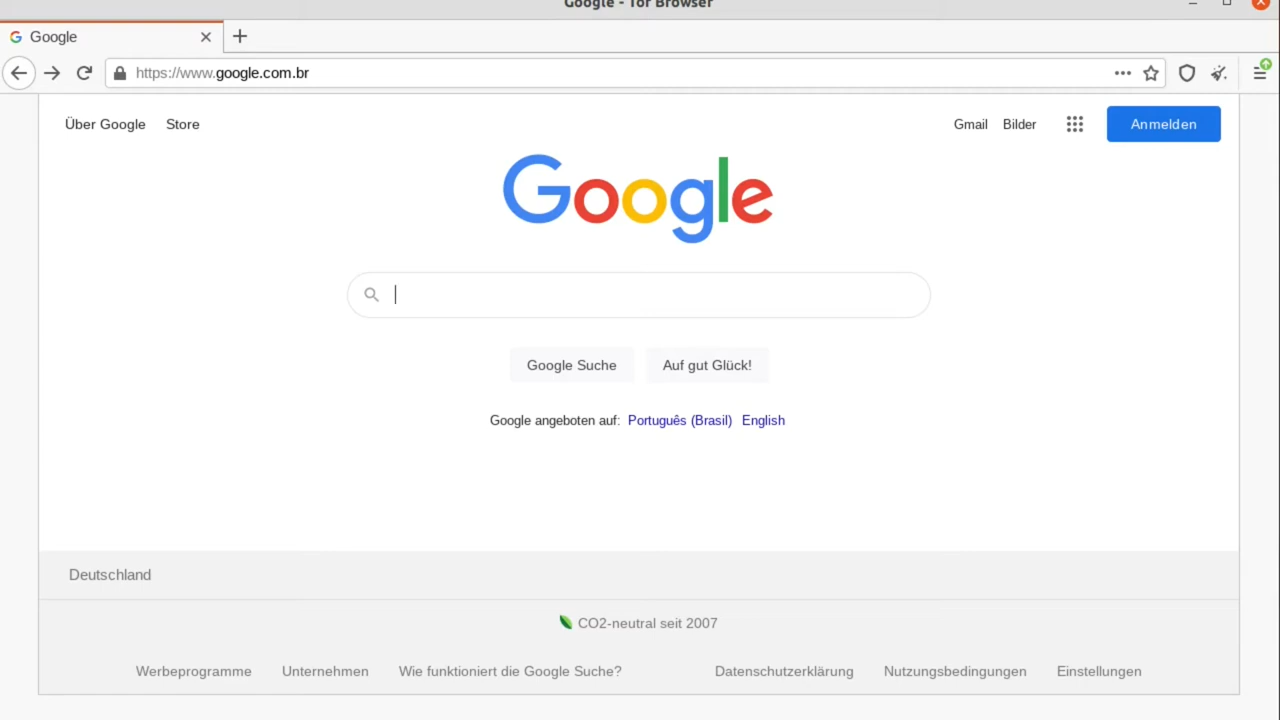 Google - Tor Browser
Google
https://www.google.com.br
Über Google Store Gmail Bilder Anmelden
Google
Google Suche Auf gut Glück!
Google angeboten auf: Português (Brasil) English
Deutschland
CO2-neutral seit 2007
Werbeprogramme Unternehmen Wie funktioniert die Google Suche? Datenschutzerklärung Nutzungsbedingungen Einstellungen